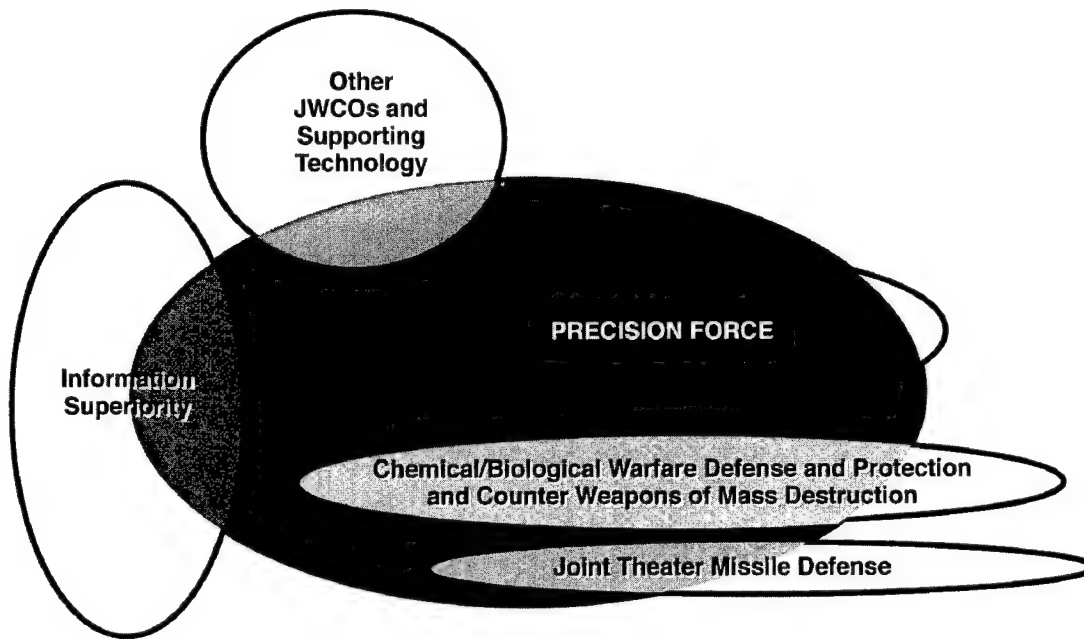 Other
JWCOs and
Supporting
Technology
PRECISION FORCE
Information
Superiority
Chemical/Biological Warfare Defense and Protection
and Counter Weapons of Mass Destruction
Joint Theater Missile Defense